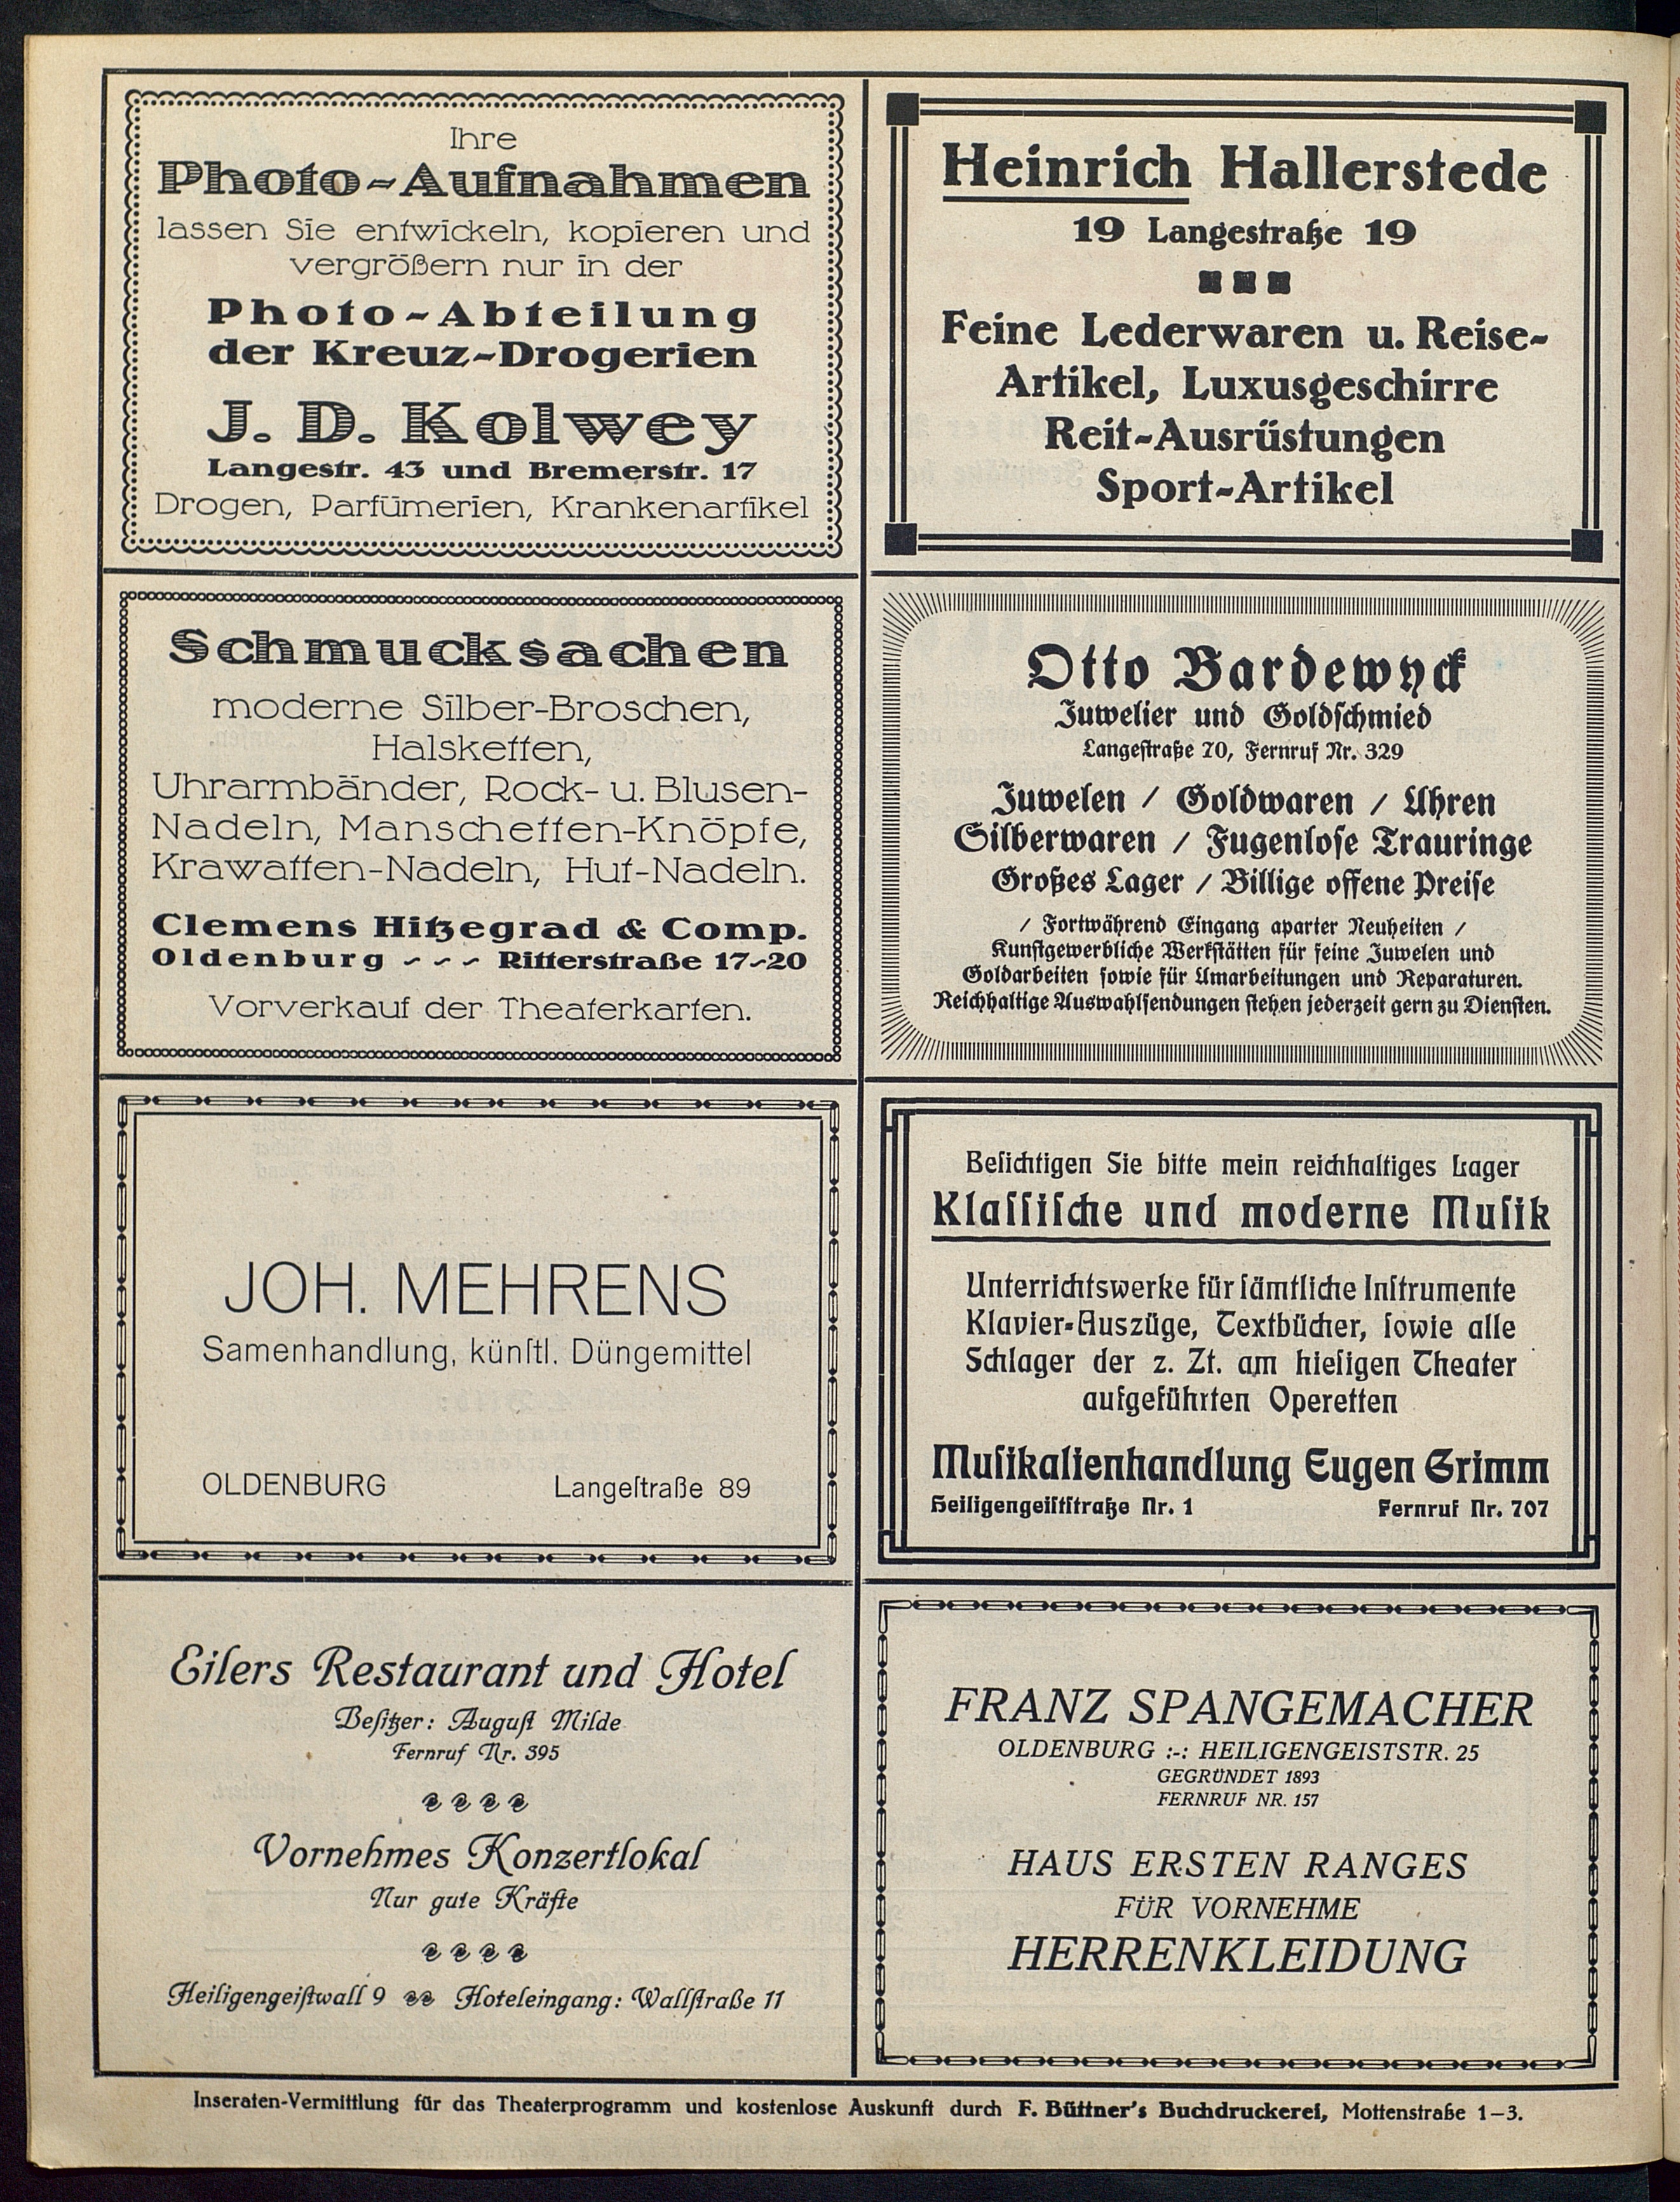 Ihre
Photo-Aufnahmen
lassen Sie entwickeln, kopieren und
vergrößern nur in der
Photo-Abteilung
der Kreuz-Drogerien
J. D. Kolwey
Langestr. 43 und Bremerstr. 17
Drogen, Parfümerien, Krankenartikel
Heinrich Hallerstede
19 Langestraße 19
Feine Lederwaren u. Reise-
Artikel, Luxusgeschirre
Reit-Ausrüstungen
Sport-Artikel
Schmucksachen
moderne Silber-Broschen,
Halsketten,
Uhrarmbänder, Rock- u. Blusen-
Nadeln, Manschetten-Knöpfe,
Krawatten-Nadeln, Hut-Nadeln.
Clemens Hitzegrad & Comp.
Oldenburg - - - Ritterstraße 17-20
Vorverkauf der Theaterkarten.
Otto Bardewyck
Juwelier und Goldſchmied
Langeſtraße 70, Fernruf Nr. 329
Juwelen / Goldwaren / Uhren
Silberwaren / Fugenloſe Trauringe
Großes Lager / Billige offene Preiſe
/ Fortwährend Eingang aparter Neuheiten /
Kunſtgewerbliche Werkſtätten für feine Juwelen und
Goldarbeiten ſowie für Umarbeitungen und Reparaturen.
Reichhaltige Auswahlſendungen ſtehen jederzeit gern zu Dienſten.
JOH. MEHRENS
Samenhandlung, künſtl. Düngemittel
OLDENBURG Langeſtraße 89
Beſichtigen Sie bitte mein reichhaltiges Lager
Klaſſiſche und moderne Muſik
Unterrichtswerke für ſämtliche Inſtrumente
Klavier-Auszüge, Textbücher, ſowie alle
Schlager der z. Zt. am hieſigen Theater
aufgeführten Operetten
Muſikalienhandlung Eugen Grimm
Heiligengeiſtſtraße Nr. 1 Fernruf Nr. 707
Eilers Restaurant und Hotel
Beſitzer: Auguſt Milde
Fernruf Nr. 395
Vornehmes Konzertlokal
Nur gute Kräfte
Heiligengeiſtwall 9 Hoteleingang: Wallſtraße 11
FRANZ SPANGEMACHER
OLDENBURG :-: HEILIGENGEISTSTR. 25
GEGRÜNDET 1893
FERNRUF NR. 157
HAUS ERSTEN RANGES
FÜR VORNEHME
HERRENKLEIDUNG
Inseraten-Vermittlung für das Theaterprogramm und kostenlose Auskunft durch F. Büttner's Buchdruckerei, Mottenstraße 1–3.